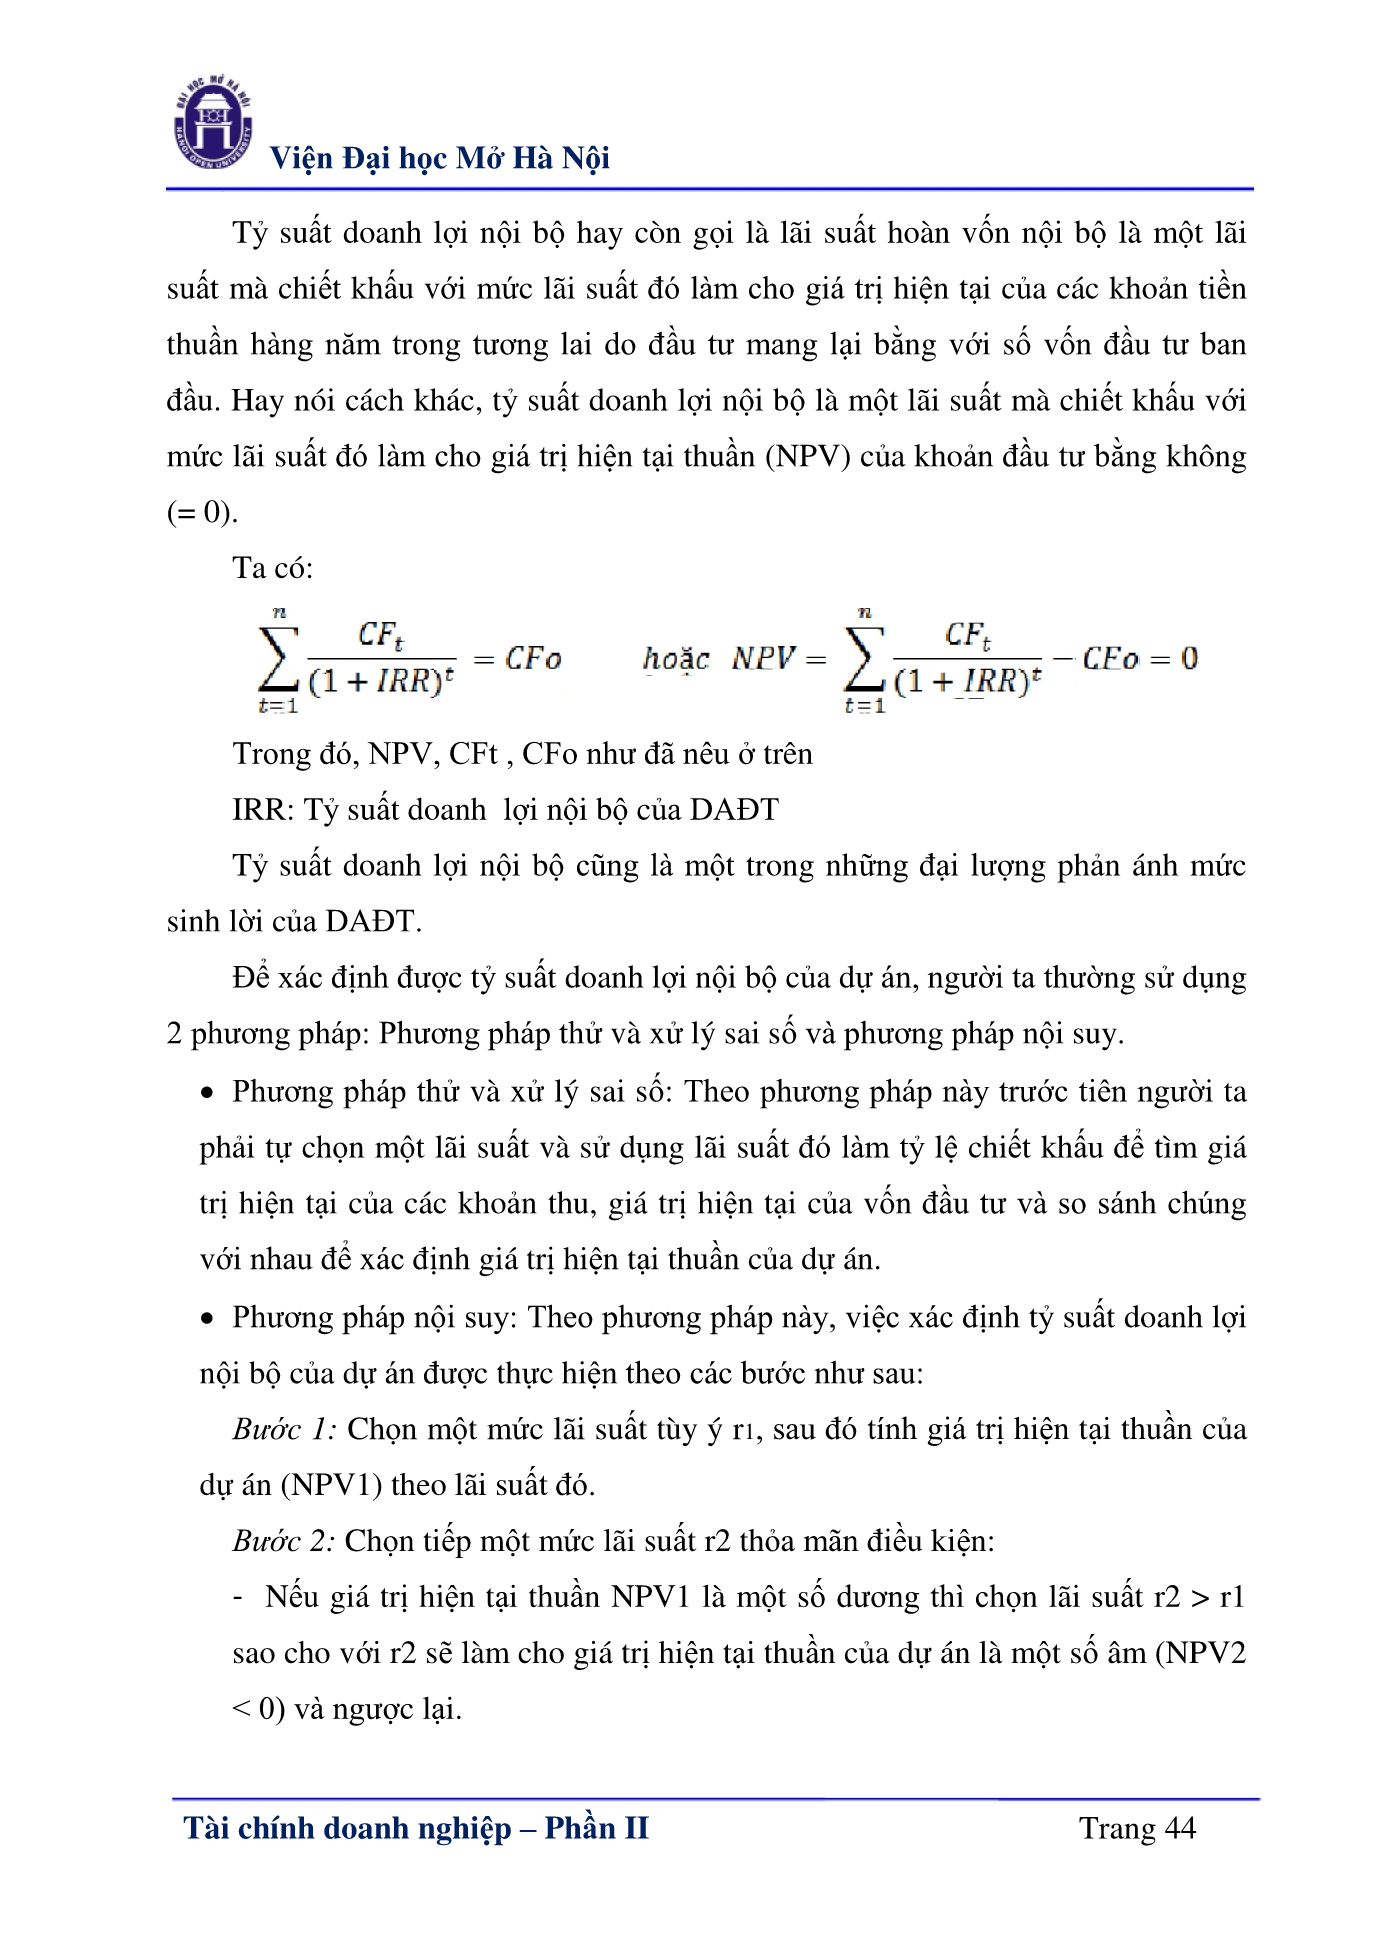 ĐẠI HỌC MỞ HÀ NỘI
HANOI OPEN UNIVERSITY
Viện Đại học Mở Hà Nội
Tỷ suất doanh lợi nội bộ hay còn gọi là lãi suất hoàn vốn nội bộ là một lãi
suất mà chiết khấu với mức lãi suất đó làm cho giá trị hiện tại của các khoản tiền
thuần hàng năm trong tương lai do đầu tư mang lại bằng với số vốn đầu tư ban
đầu. Hay nói cách khác, tỷ suất doanh lợi nội bộ là một lãi suất mà chiết khấu với
mức lãi suất đó làm cho giá trị hiện tại thuần (NPV) của khoản đầu tư bằng không
(= 0).
Ta có:
∑_{t=1}^{n} CF_t / (1 + IRR)^t = CFo hoặc NPV = ∑_{t=1}^{n} CF_t / (1 + IRR)^t − CFo = 0
Trong đó, NPV, CFt , CFo như đã nêu ở trên
IRR: Tỷ suất doanh lợi nội bộ của DAĐT
Tỷ suất doanh lợi nội bộ cũng là một trong những đại lượng phản ánh mức
sinh lời của DAĐT.
Để xác định được tỷ suất doanh lợi nội bộ của dự án, người ta thường sử dụng
2 phương pháp: Phương pháp thử và xử lý sai số và phương pháp nội suy.
• Phương pháp thử và xử lý sai số: Theo phương pháp này trước tiên người ta
phải tự chọn một lãi suất và sử dụng lãi suất đó làm tỷ lệ chiết khấu để tìm giá
trị hiện tại của các khoản thu, giá trị hiện tại của vốn đầu tư và so sánh chúng
với nhau để xác định giá trị hiện tại thuần của dự án.
• Phương pháp nội suy: Theo phương pháp này, việc xác định tỷ suất doanh lợi
nội bộ của dự án được thực hiện theo các bước như sau:
Bước 1: Chọn một mức lãi suất tùy ý r1, sau đó tính giá trị hiện tại thuần của
dự án (NPV1) theo lãi suất đó.
Bước 2: Chọn tiếp một mức lãi suất r2 thỏa mãn điều kiện:
- Nếu giá trị hiện tại thuần NPV1 là một số dương thì chọn lãi suất r2 > r1
sao cho với r2 sẽ làm cho giá trị hiện tại thuần của dự án là một số âm (NPV2
< 0) và ngược lại.
Tài chính doanh nghiệp – Phần II Trang 44